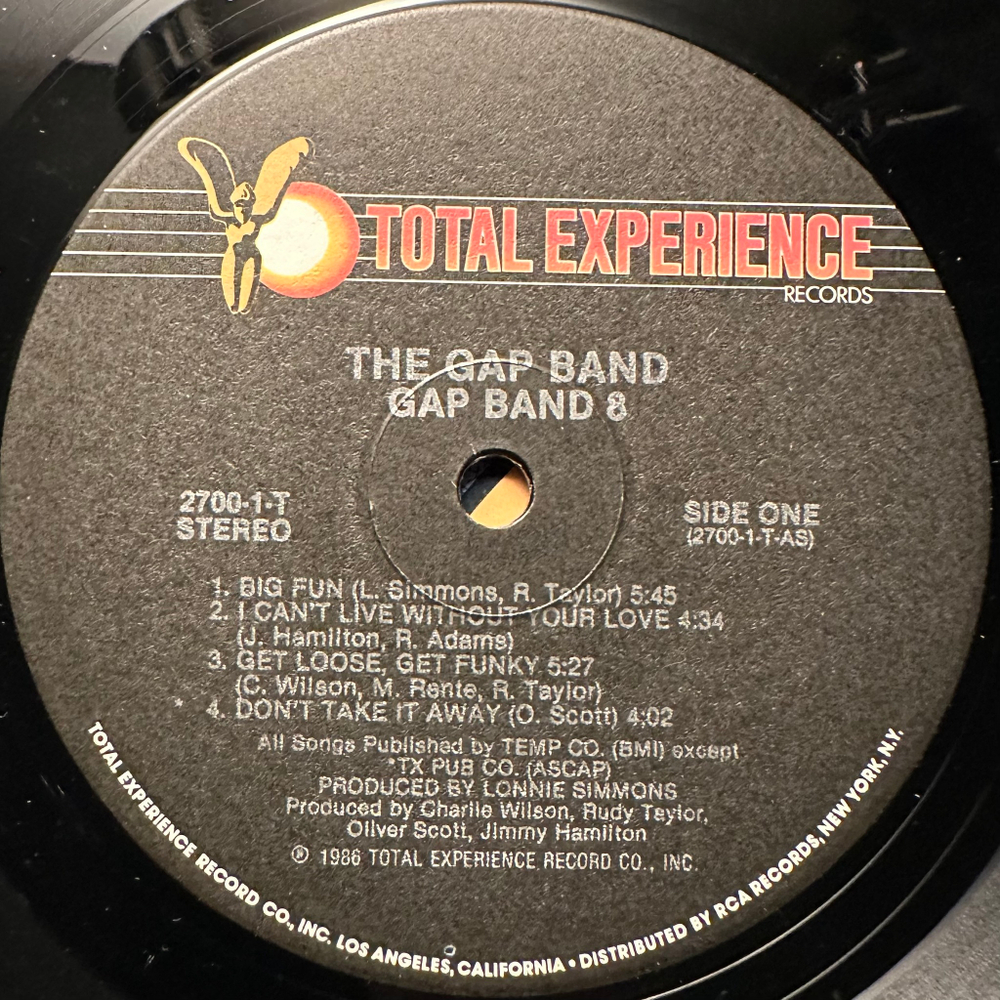 TOTAL EXPERIENCE
RECORDS
THE GAP BAND
GAP BAND 8
2700-1-T
STEREO
SIDE ONE
(2700-1-T-AS)
1. BIG FUN (L. Simmons, R. Taylor) 5:45
2. I CAN'T LIVE WITHOUT YOUR LOVE 4:34
(J. Hamilton, R. Adams)
3. GET LOOSE, GET FUNKY 5:27
(C. Wilson, M. Rente, R. Taylor)
* 4. DON'T TAKE IT AWAY (O. Scott) 4:02
All Songs Published by TEMP CO. (BMI) except
*TX PUB CO. (ASCAP)
PRODUCED BY LONNIE SIMMONS
Produced by Charlie Wilson, Rudy Taylor,
Oliver Scott, Jimmy Hamilton
℗ 1986 TOTAL EXPERIENCE RECORD CO., INC.
TOTAL EXPERIENCE RECORD CO., INC. LOS ANGELES, CALIFORNIA • DISTRIBUTED BY RCA RECORDS, NEW YORK, N.Y.